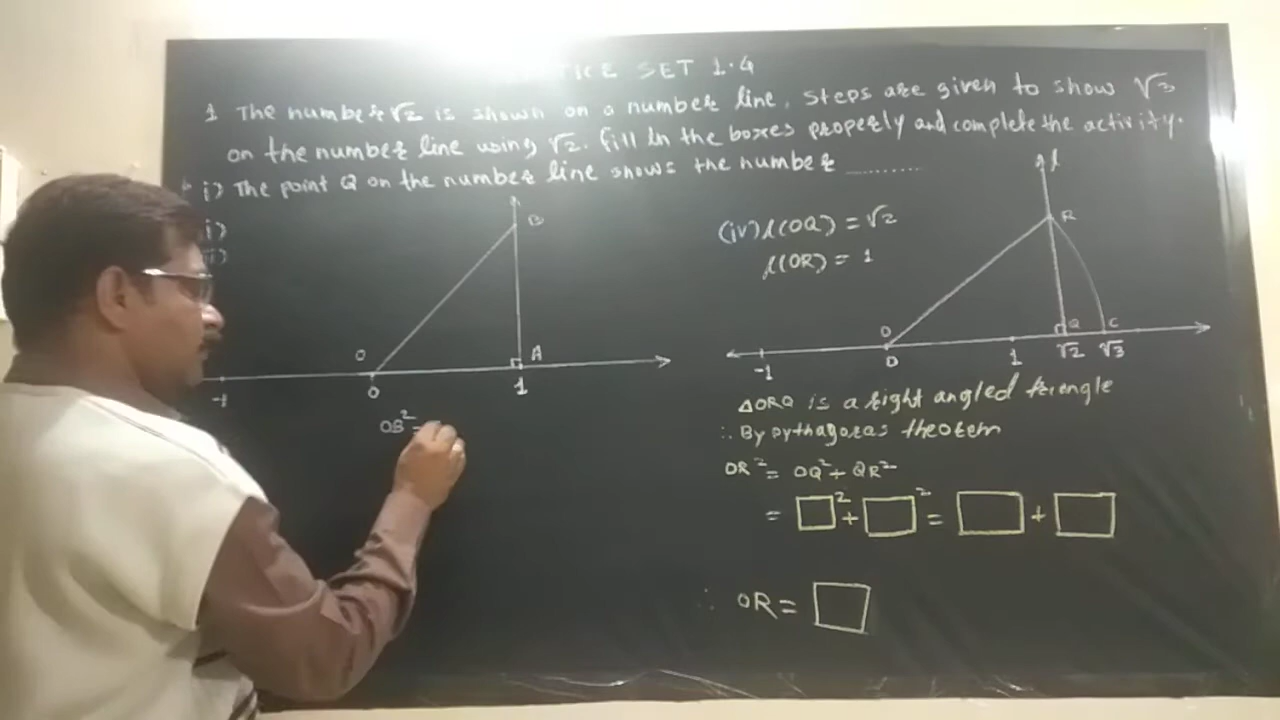 SET 1.4
1 The number √2 is shown on a number line. Steps are given to show √3
on the number line using √2. fill in the boxes properly and complete the activity.
i) The point Q on the number line shows the number ..........
B
O
A
-1
0
1
OB² =
(iv) l(OQ) = √2
l(OR) = 1
l
R
O
Q
C
-1
0
1
√2
√3
△ORQ is a right angled triangle
∴ By pythagoras theorem
OR² = OQ² + QR²
= □² + □² = □ + □
∴ OR = □